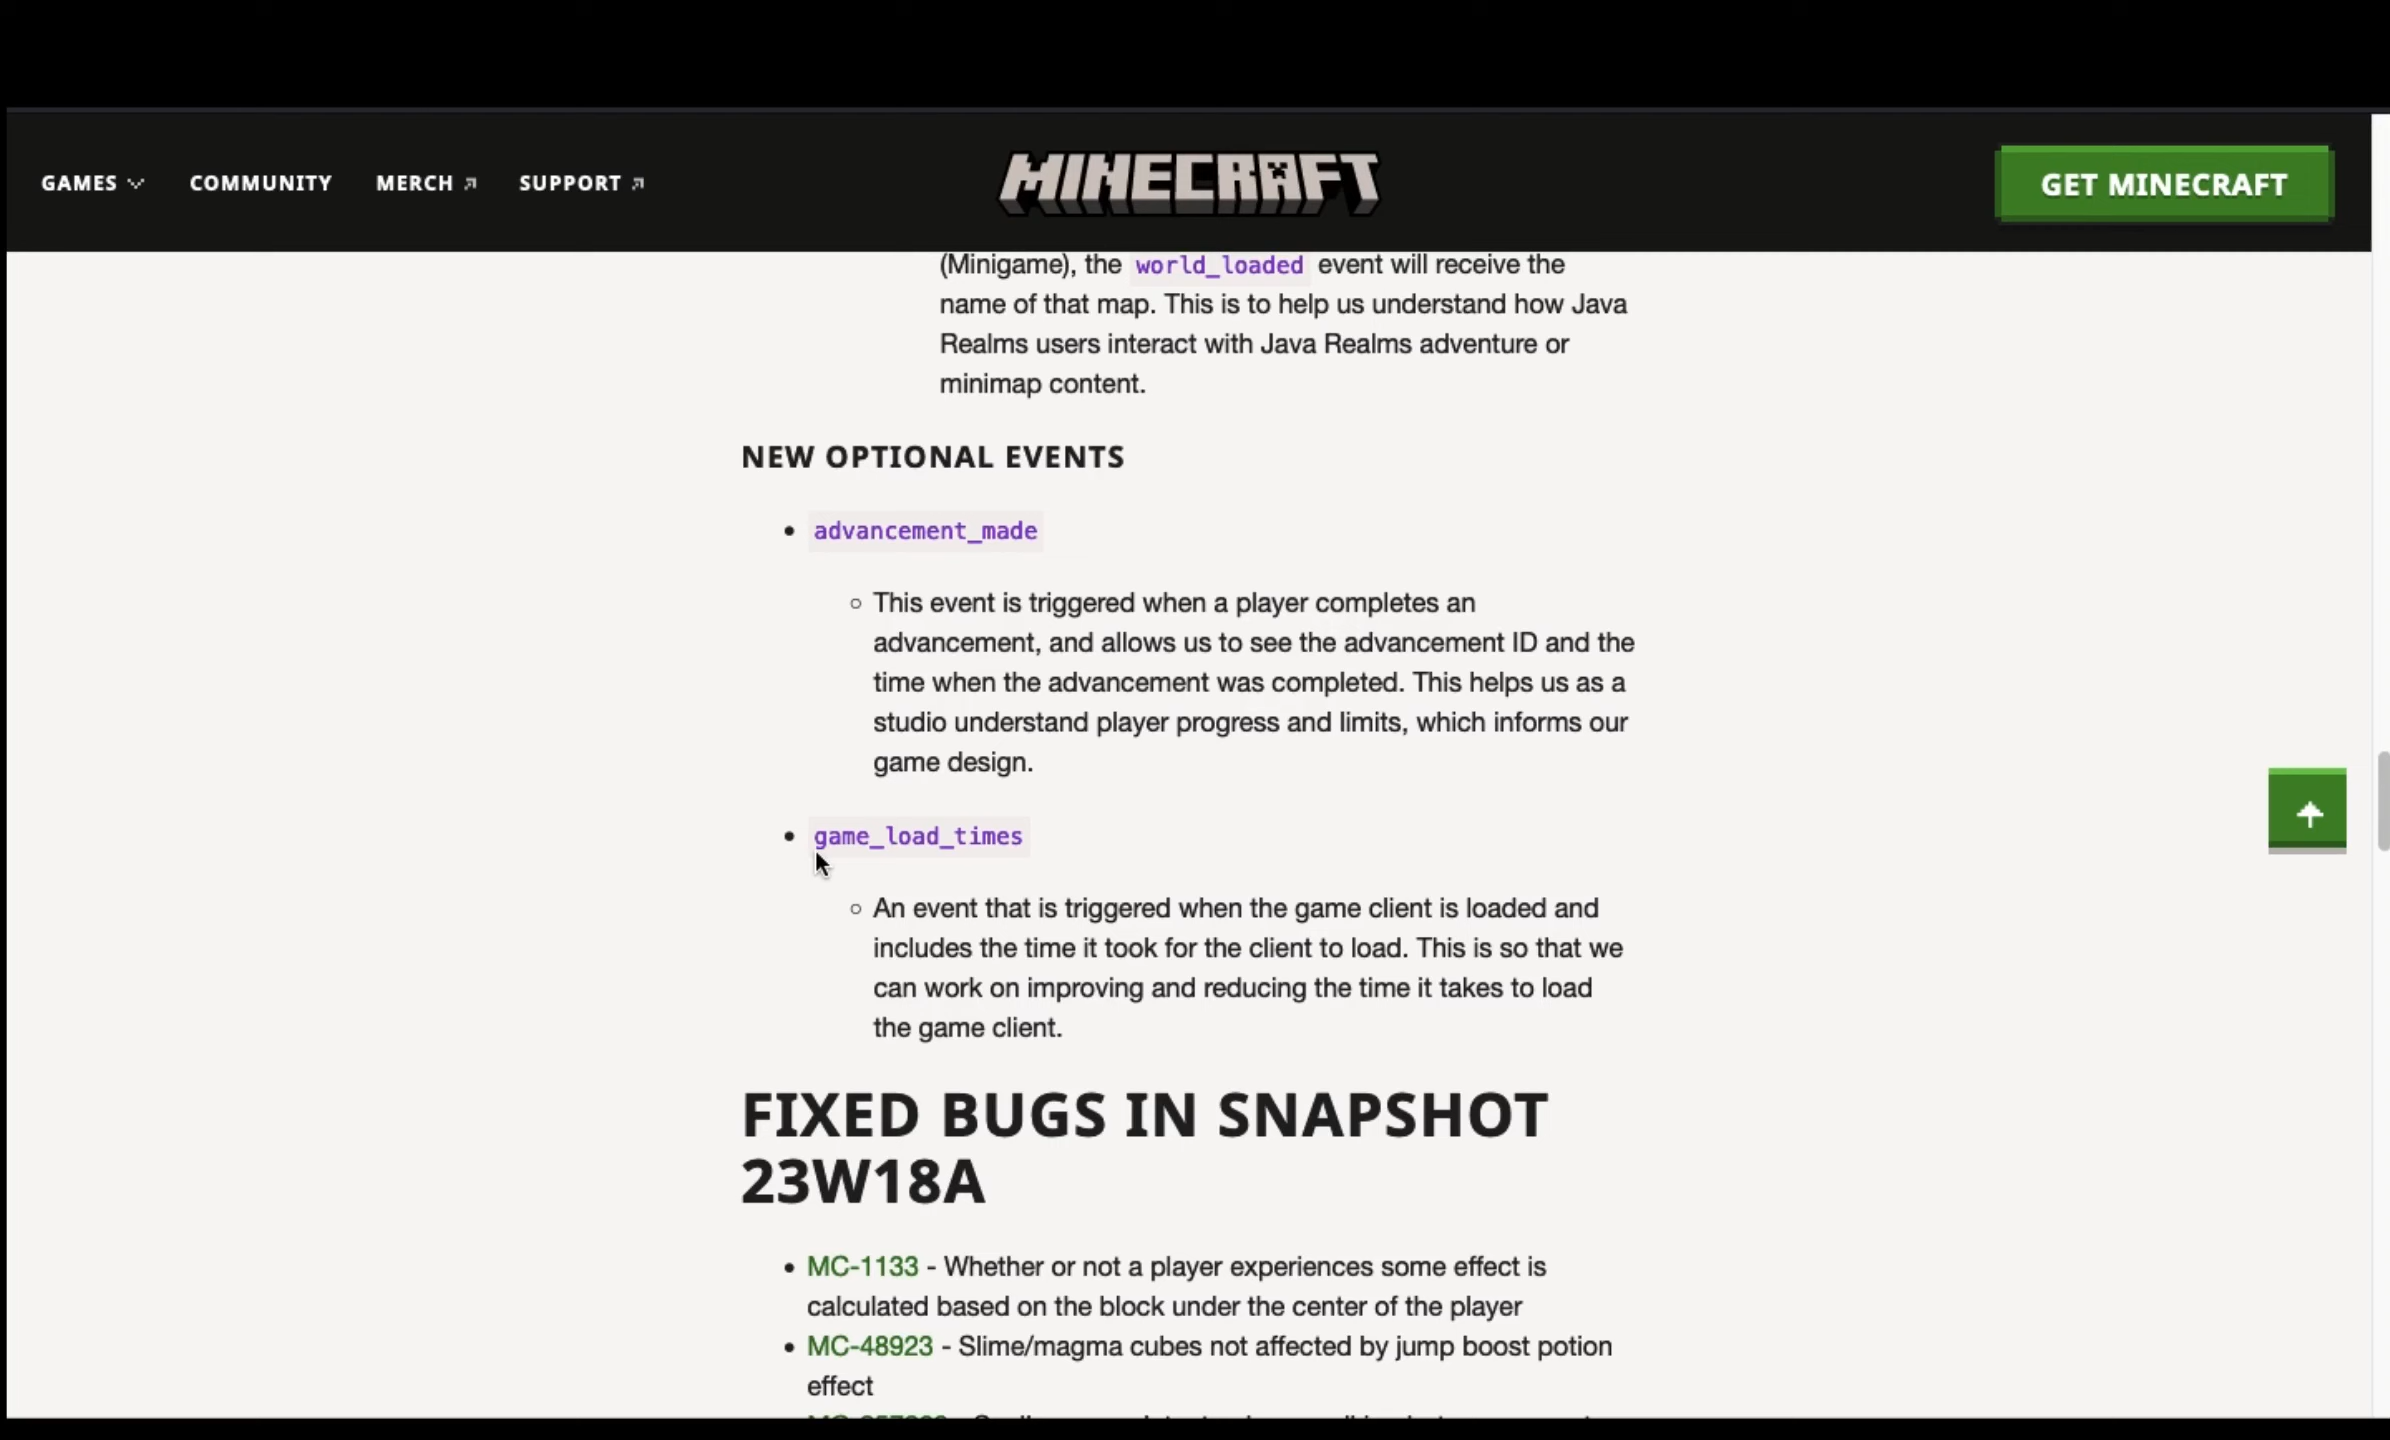 GAMES COMMUNITY MERCH SUPPORT MINECRAFT GET MINECRAFT
(Minigame), the world_loaded event will receive the
name of that map. This is to help us understand how Java
Realms users interact with Java Realms adventure or
minimap content.
NEW OPTIONAL EVENTS
• advancement_made
○ This event is triggered when a player completes an
advancement, and allows us to see the advancement ID and the
time when the advancement was completed. This helps us as a
studio understand player progress and limits, which informs our
game design.
• game_load_times
○ An event that is triggered when the game client is loaded and
includes the time it took for the client to load. This is so that we
can work on improving and reducing the time it takes to load
the game client.
FIXED BUGS IN SNAPSHOT
23W18A
• MC-1133 - Whether or not a player experiences some effect is
calculated based on the block under the center of the player
• MC-48923 - Slime/magma cubes not affected by jump boost potion
effect